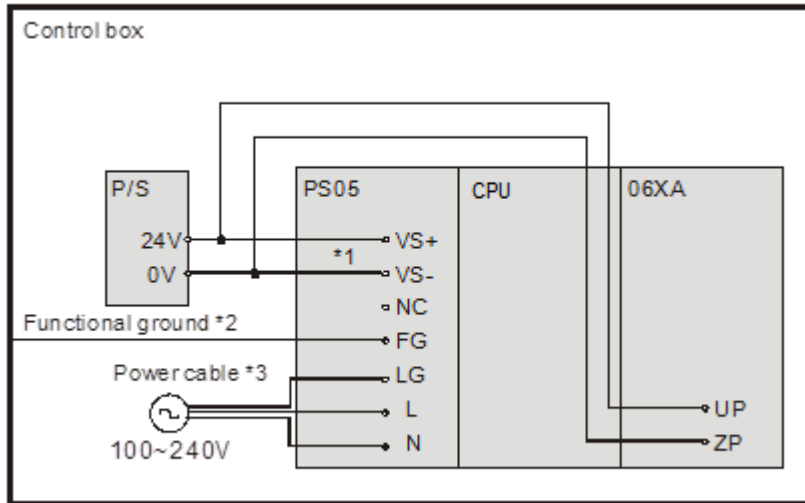 Control box
P/S
PS05
CPU
06XA
24V
VS+
*1
0V
VS-
NC
Functional ground *2
FG
Power cable *3
LG
L
UP
100~240V
N
ZP